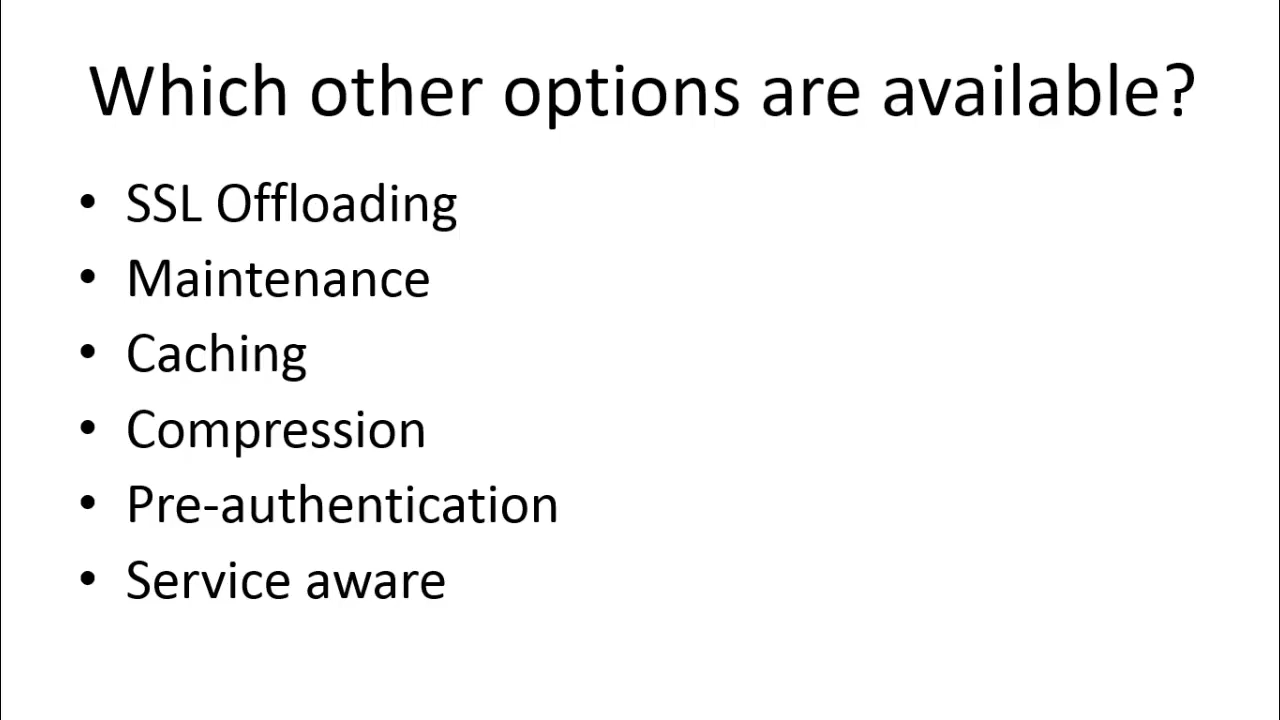 Which other options are available?
• SSL Offloading
• Maintenance
• Caching
• Compression
• Pre-authentication
• Service aware